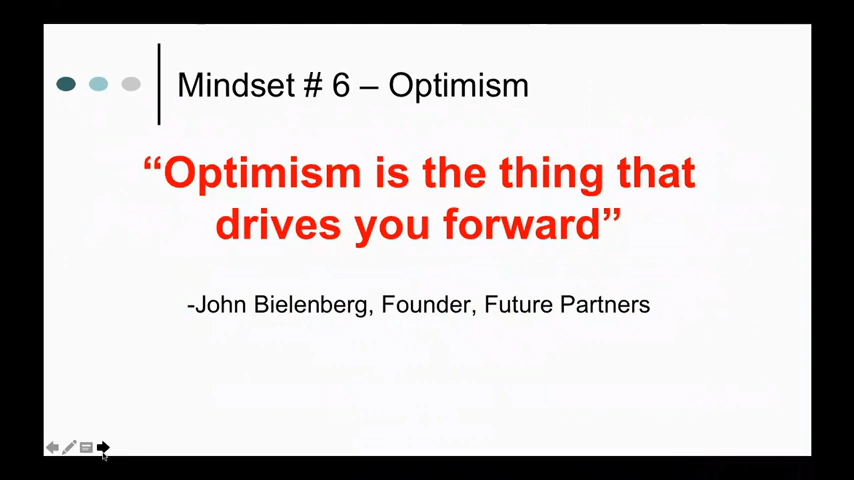 Mindset # 6 – Optimism
“Optimism is the thing that
drives you forward”
-John Bielenberg, Founder, Future Partners